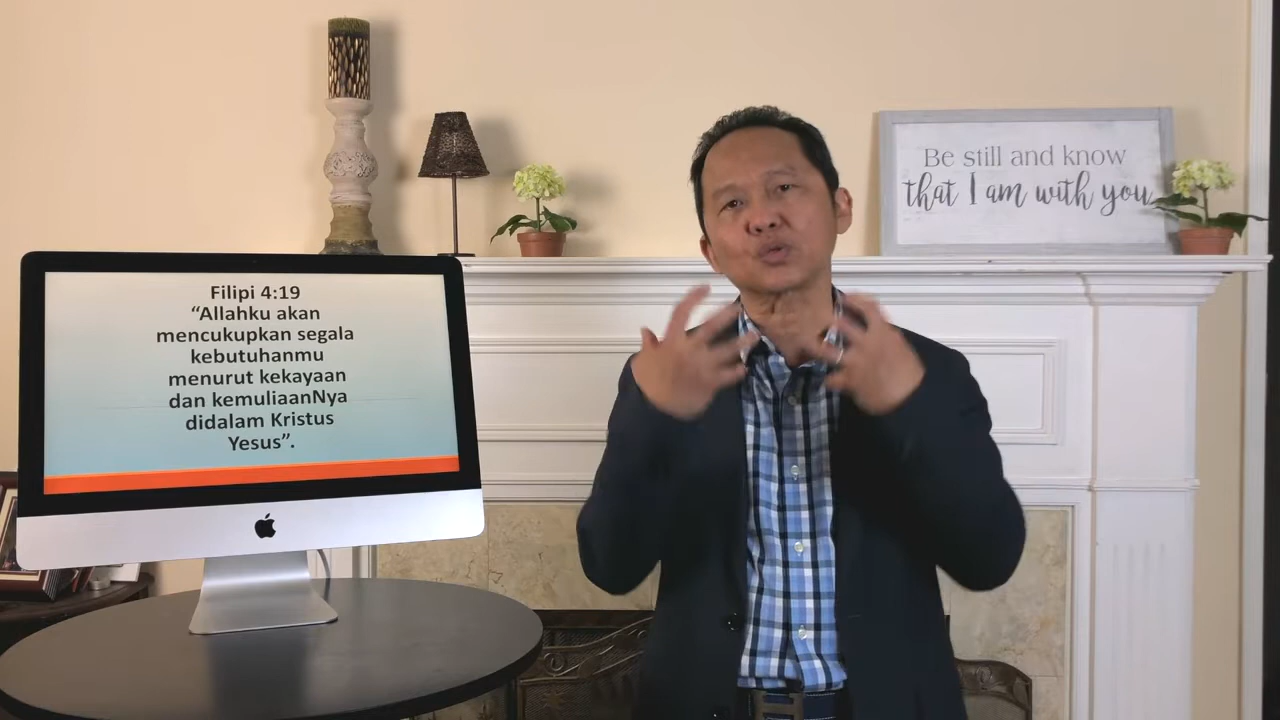 Filipi 4:19
“Allahku akan
mencukupkan segala
kebutuhanmu
menurut kekayaan
dan kemuliaanNya
didalam Kristus
Yesus”.
Be still and know
that I am with you